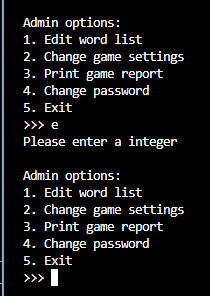 Admin options:
1. Edit word list
2. Change game settings
3. Print game report
4. Change password
5. Exit
>>> e
Please enter a integer
Admin options:
1. Edit word list
2. Change game settings
3. Print game report
4. Change password
5. Exit
>>>